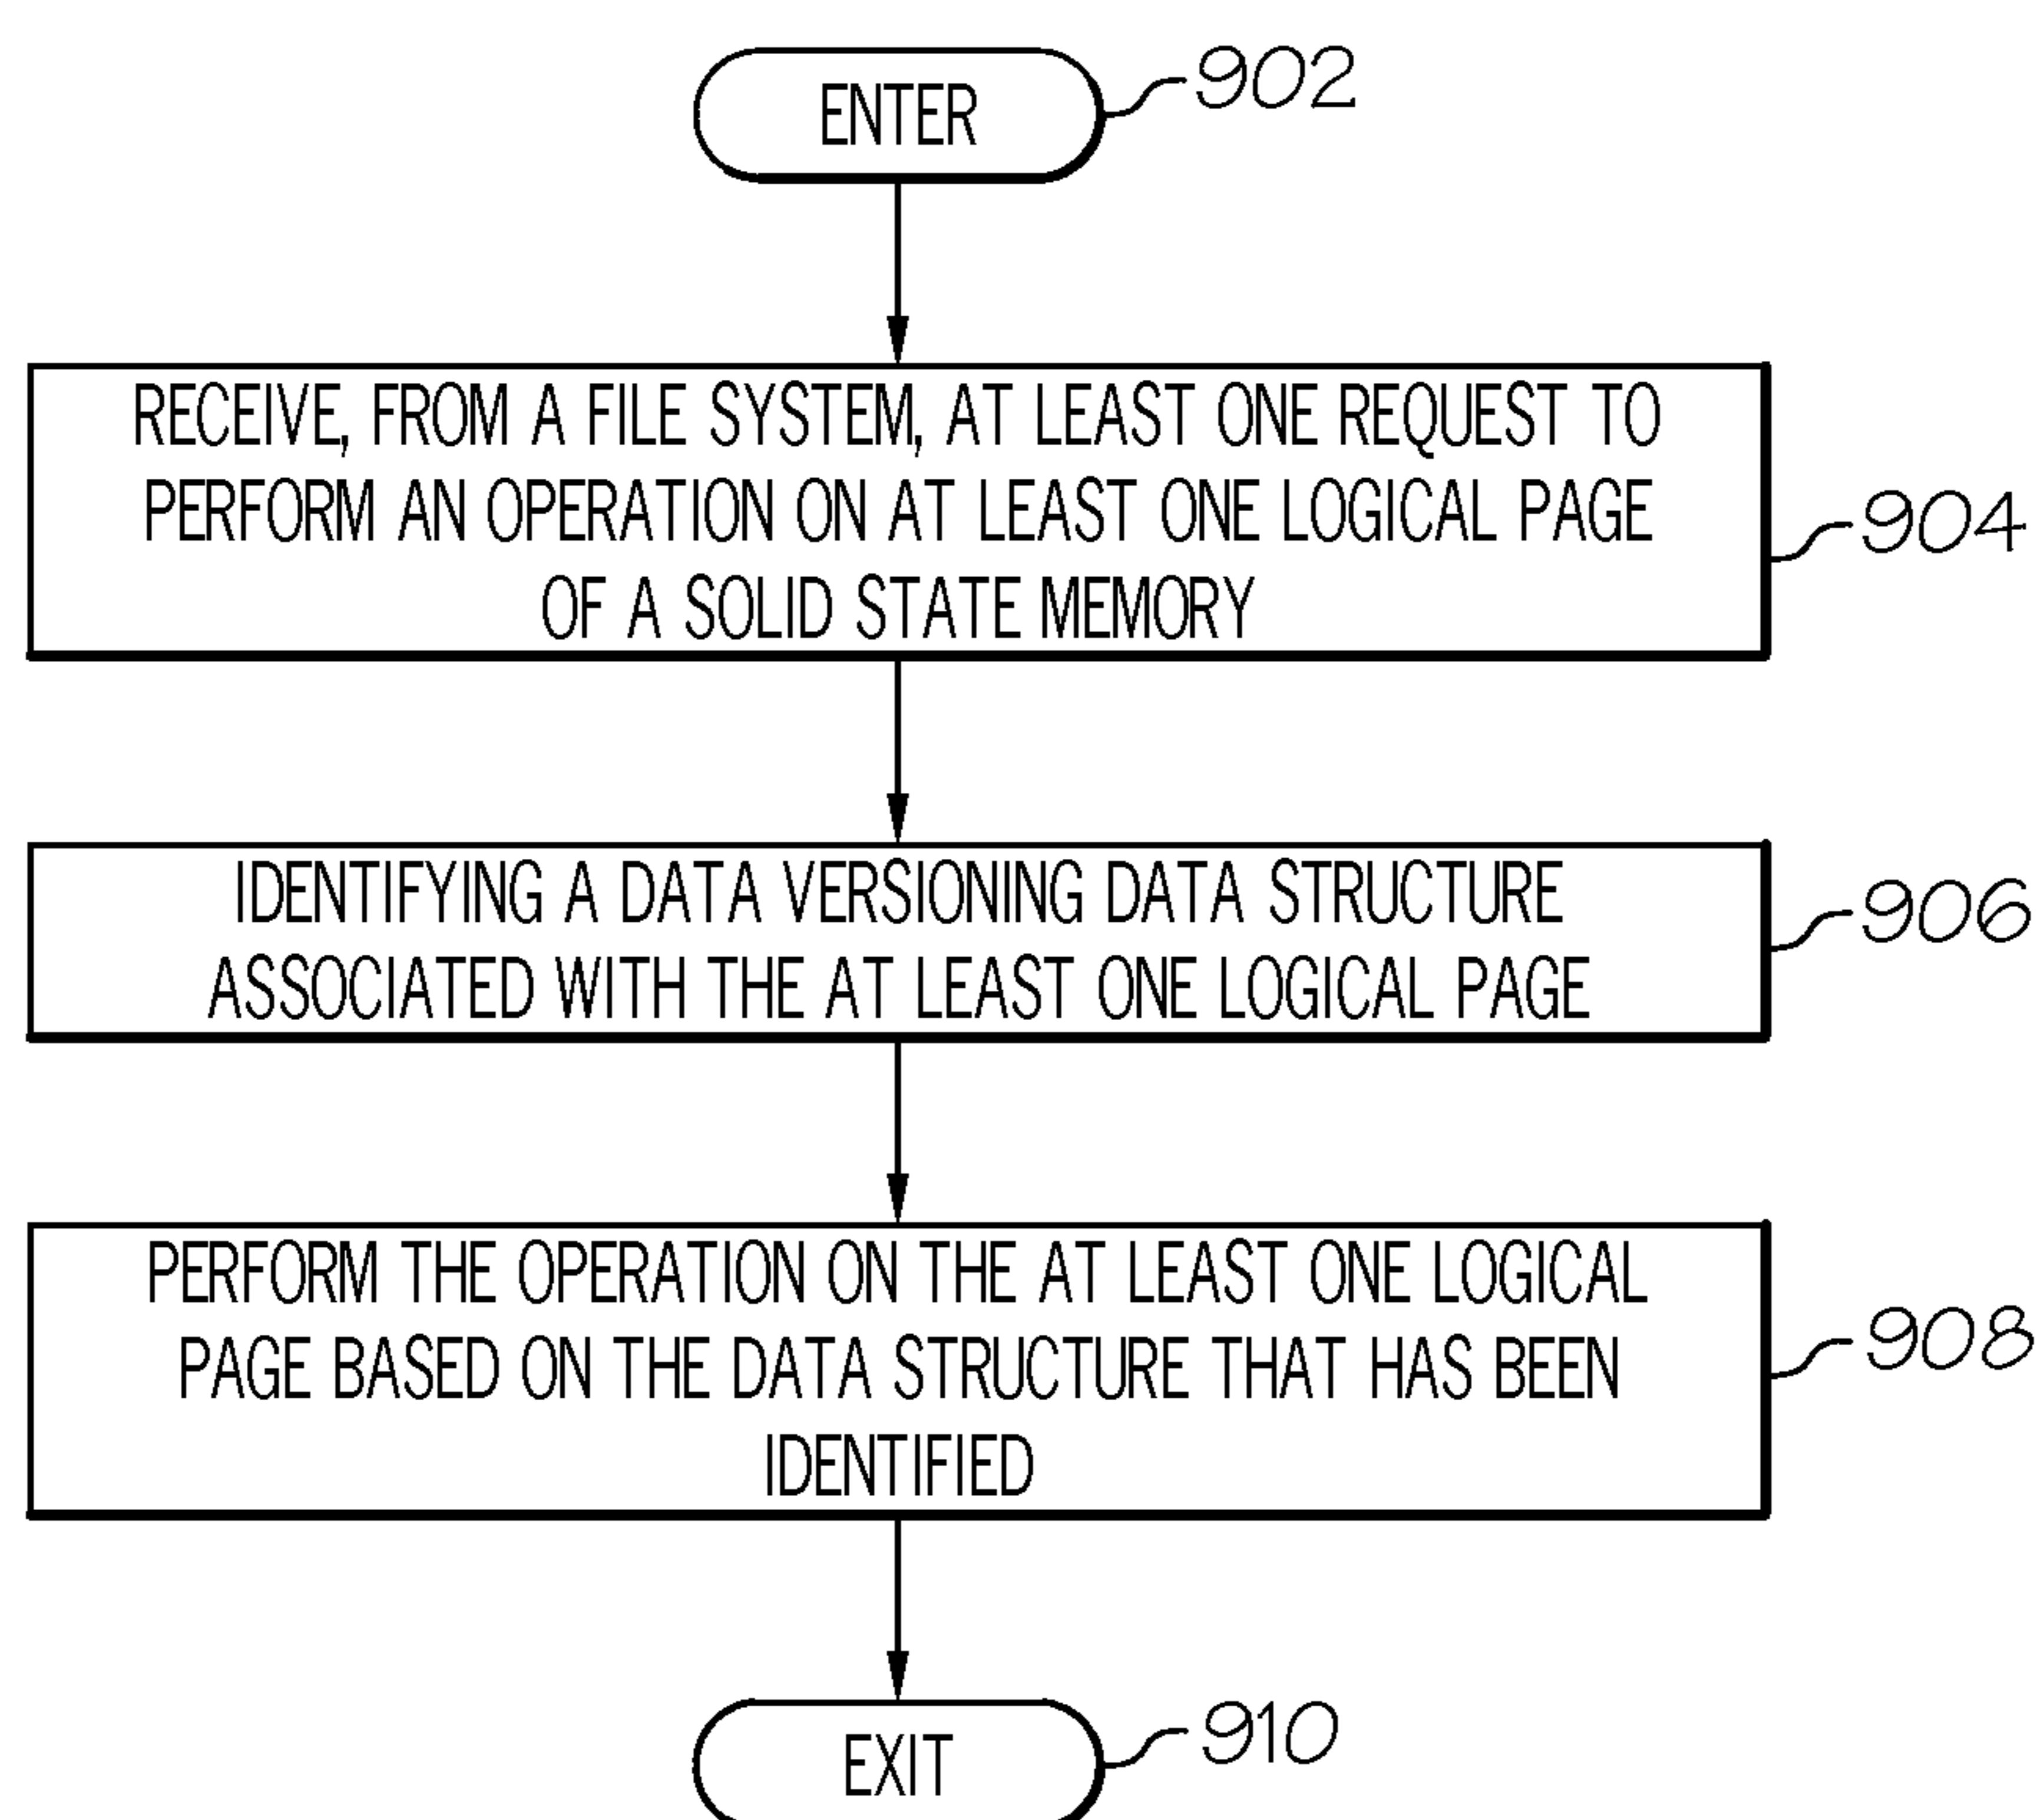 ENTER
902
RECEIVE, FROM A FILE SYSTEM, AT LEAST ONE REQUEST TO
PERFORM AN OPERATION ON AT LEAST ONE LOGICAL PAGE
OF A SOLID STATE MEMORY
904
IDENTIFYING A DATA VERSIONING DATA STRUCTURE
ASSOCIATED WITH THE AT LEAST ONE LOGICAL PAGE
906
PERFORM THE OPERATION ON THE AT LEAST ONE LOGICAL
PAGE BASED ON THE DATA STRUCTURE THAT HAS BEEN
IDENTIFIED
908
EXIT
910